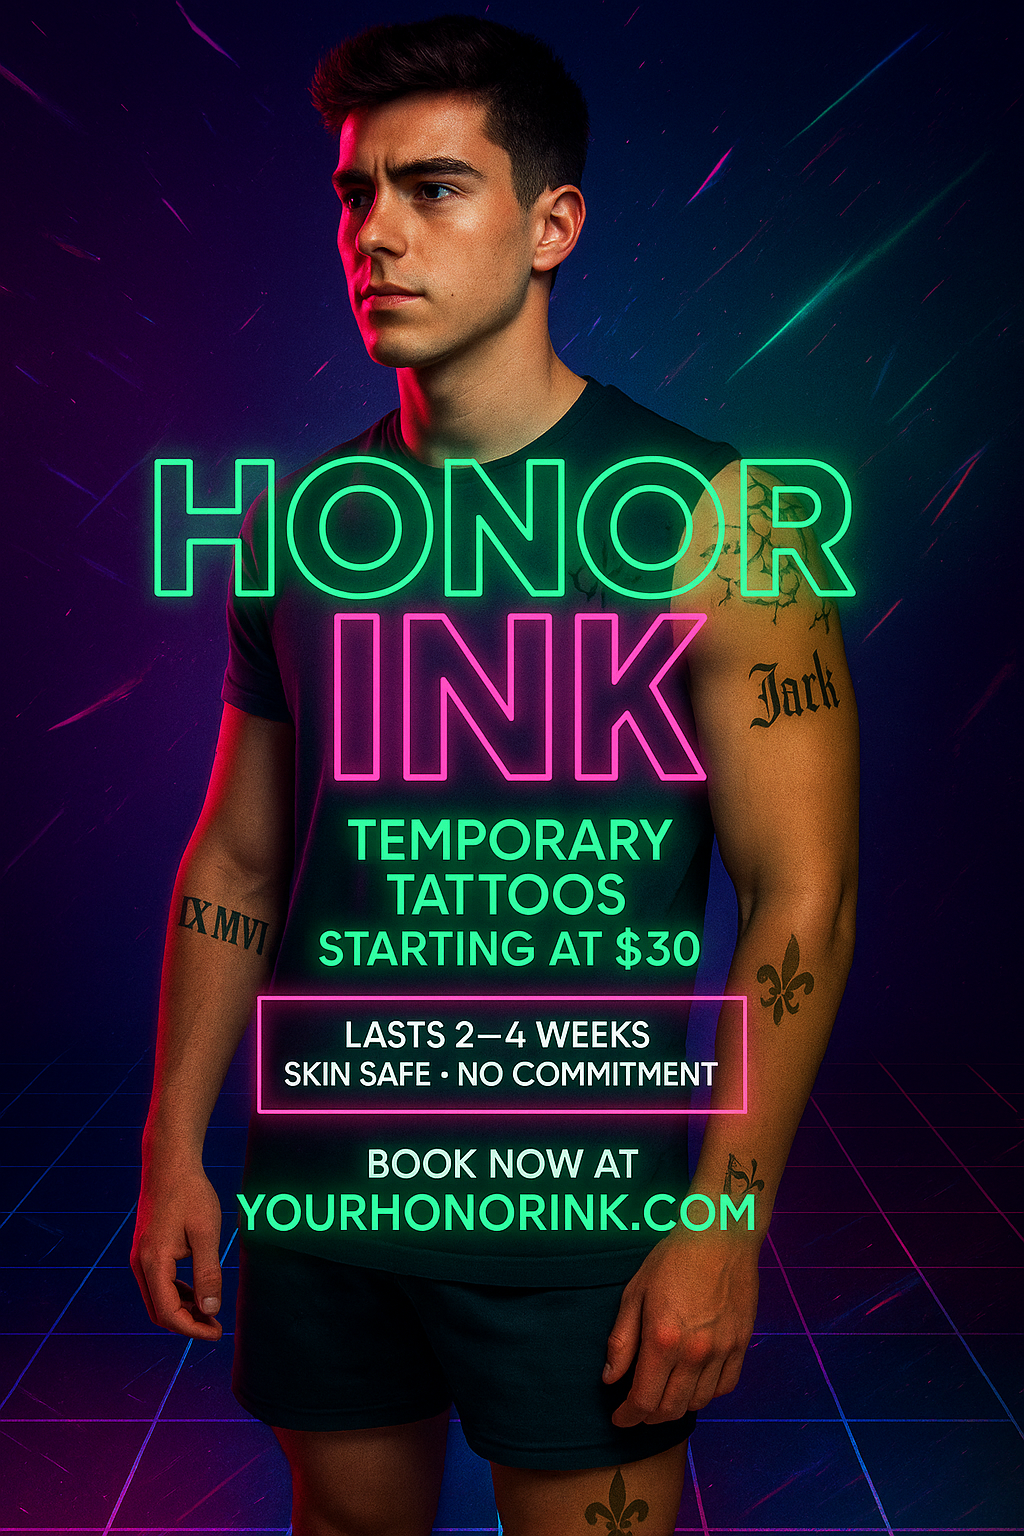 HONOR
INK
Jark
TEMPORARY
TATTOOS
IX MVI
STARTING AT $30
LASTS 2–4 WEEKS
SKIN SAFE • NO COMMITMENT
BOOK NOW AT
YOURHONORINK.COM